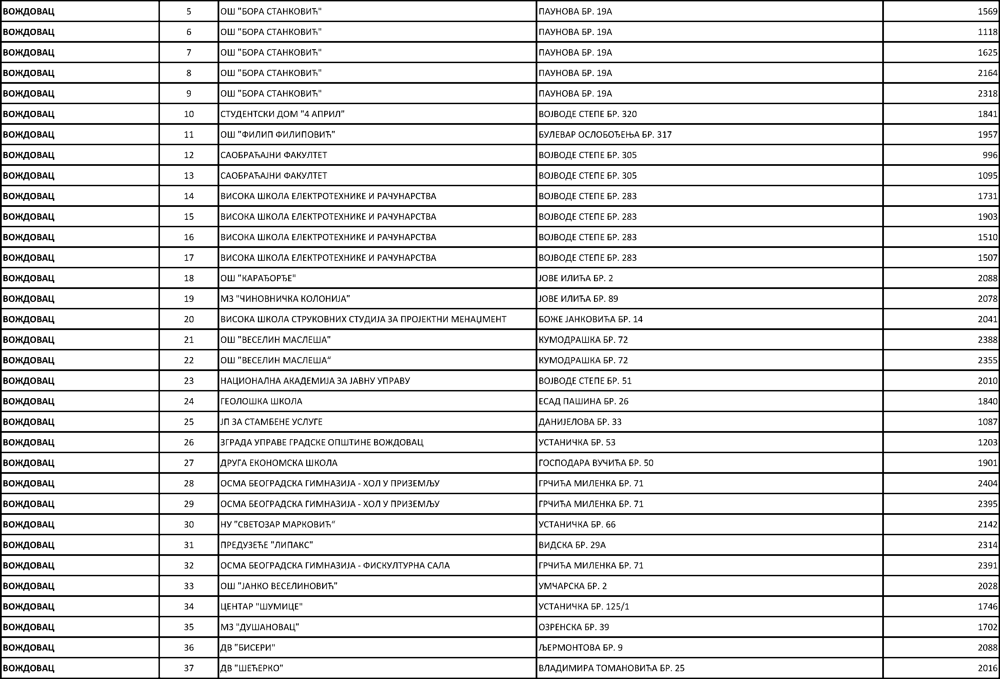 ВОЖДОВАЦ 5 ОШ "БОРА СТАНКОВИЋ" ПАУНОВА БР. 19А 1569
ВОЖДОВАЦ 6 ОШ "БОРА СТАНКОВИЋ" ПАУНОВА БР. 19А 1118
ВОЖДОВАЦ 7 ОШ "БОРА СТАНКОВИЋ" ПАУНОВА БР. 19А 1625
ВОЖДОВАЦ 8 ОШ "БОРА СТАНКОВИЋ" ПАУНОВА БР. 19А 2164
ВОЖДОВАЦ 9 ОШ "БОРА СТАНКОВИЋ" ПАУНОВА БР. 19А 2318
ВОЖДОВАЦ 10 СТУДЕНТСКИ ДОМ "4 АПРИЛ" ВОЈВОДЕ СТЕПЕ БР. 320 1841
ВОЖДОВАЦ 11 ОШ "ФИЛИП ФИЛИПОВИЋ" БУЛЕВАР ОСЛОБОЂЕЊА БР. 317 1957
ВОЖДОВАЦ 12 САОБРАЋАЈНИ ФАКУЛТЕТ ВОЈВОДЕ СТЕПЕ БР. 305 996
ВОЖДОВАЦ 13 САОБРАЋАЈНИ ФАКУЛТЕТ ВОЈВОДЕ СТЕПЕ БР. 305 1095
ВОЖДОВАЦ 14 ВИСОКА ШКОЛА ЕЛЕКТРОТЕХНИКЕ И РАЧУНАРСТВА ВОЈВОДЕ СТЕПЕ БР. 283 1731
ВОЖДОВАЦ 15 ВИСОКА ШКОЛА ЕЛЕКТРОТЕХНИКЕ И РАЧУНАРСТВА ВОЈВОДЕ СТЕПЕ БР. 283 1903
ВОЖДОВАЦ 16 ВИСОКА ШКОЛА ЕЛЕКТРОТЕХНИКЕ И РАЧУНАРСТВА ВОЈВОДЕ СТЕПЕ БР. 283 1510
ВОЖДОВАЦ 17 ВИСОКА ШКОЛА ЕЛЕКТРОТЕХНИКЕ И РАЧУНАРСТВА ВОЈВОДЕ СТЕПЕ БР. 283 1507
ВОЖДОВАЦ 18 ОШ "КАРАЂОРЂЕ" ЈОВЕ ИЛИЋА БР. 2 2088
ВОЖДОВАЦ 19 МЗ "ЧИНОВНИЧКА КОЛОНИЈА" ЈОВЕ ИЛИЋА БР. 89 2078
ВОЖДОВАЦ 20 ВИСОКА ШКОЛА СТРУКОВНИХ СТУДИЈА ЗА ПРОЈЕКТНИ МЕНАЏМЕНТ БОЖЕ ЈАНКОВИЋА БР. 14 2041
ВОЖДОВАЦ 21 ОШ "ВЕСЕЛИН МАСЛЕША" КУМОДРАШКА БР. 72 2388
ВОЖДОВАЦ 22 ОШ "ВЕСЕЛИН МАСЛЕША“ КУМОДРАШКА БР. 72 2355
ВОЖДОВАЦ 23 НАЦИОНАЛНА АКАДЕМИЈА ЗА ЈАВНУ УПРАВУ ВОЈВОДЕ СТЕПЕ БР. 51 2010
ВОЖДОВАЦ 24 ГЕОЛОШКА ШКОЛА ЕСАД ПАШИНА БР. 26 1840
ВОЖДОВАЦ 25 ЈП ЗА СТАМБЕНЕ УСЛУГЕ ДАНИЈЕЛОВА БР. 33 1087
ВОЖДОВАЦ 26 ЗГРАДА УПРАВЕ ГРАДСКЕ ОПШТИНЕ ВОЖДОВАЦ УСТАНИЧКА БР. 53 1203
ВОЖДОВАЦ 27 ДРУГА ЕКОНОМСКА ШКОЛА ГОСПОДАРА ВУЧИЋА БР. 50 1901
ВОЖДОВАЦ 28 ОСМА БЕОГРАДСКА ГИМНАЗИЈА - ХОЛ У ПРИЗЕМЉУ ГРЧИЋА МИЛЕНКА БР. 71 2404
ВОЖДОВАЦ 29 ОСМА БЕОГРАДСКА ГИМНАЗИЈА - ХОЛ У ПРИЗЕМЉУ ГРЧИЋА МИЛЕНКА БР. 71 2395
ВОЖДОВАЦ 30 НУ "СВЕТОЗАР МАРКОВИЋ“ УСТАНИЧКА БР. 66 2142
ВОЖДОВАЦ 31 ПРЕДУЗЕЋЕ "ЛИПАКС" ВИДСКА БР. 29А 2314
ВОЖДОВАЦ 32 ОСМА БЕОГРАДСКА ГИМНАЗИЈА - ФИСКУЛТУРНА САЛА ГРЧИЋА МИЛЕНКА БР. 71 2391
ВОЖДОВАЦ 33 ОШ "ЈАНКО ВЕСЕЛИНОВИЋ" УМЧАРСКА БР. 2 2028
ВОЖДОВАЦ 34 ЦЕНТАР "ШУМИЦЕ" УСТАНИЧКА БР. 125/1 1746
ВОЖДОВАЦ 35 МЗ "ДУШАНОВАЦ" ОЗРЕНСКА БР. 39 1702
ВОЖДОВАЦ 36 ДВ "БИСЕРИ" ЉЕРМОНТОВА БР. 9 2088
ВОЖДОВАЦ 37 ДВ "ШЕЋЕРКО" ВЛАДИМИРА ТОМАНОВИЋА БР. 25 2016